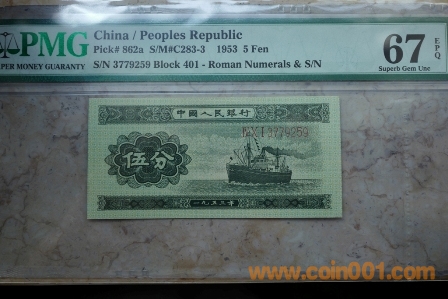 PMG
PER MONEY GUARANTY
China / Peoples Republic
Pick# 862a S/M#C283-3 1953 5 Fen
S/N 3779259 Block 401 - Roman Numerals & S/N
67 EPQ
Superb Gem Unc
中國人民银行
3779259
伍分
一九五三年
www.coin001.com